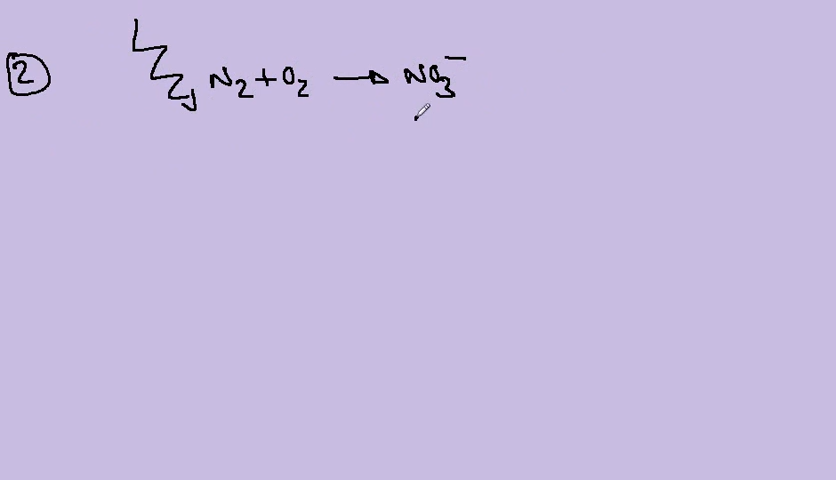 ② N₂ + O₂ → NO₃⁻